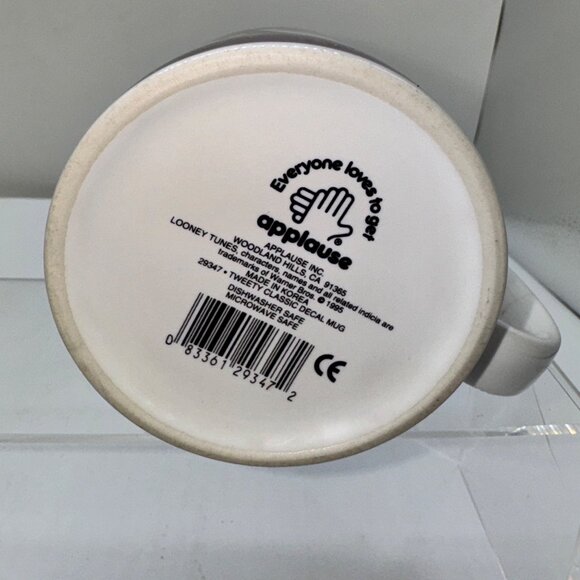 Everyone loves to get
applause
APPLAUSE INC.
WOODLAND HILLS, CA 91365
LOONEY TUNES, characters, names and all related indicia are
trademarks of Warner Bros. © 1995
MADE IN KOREA
29347 • TWEETY CLASSIC DECAL MUG
DISHWASHER SAFE
MICROWAVE SAFE
0 83361 29347 2
CE